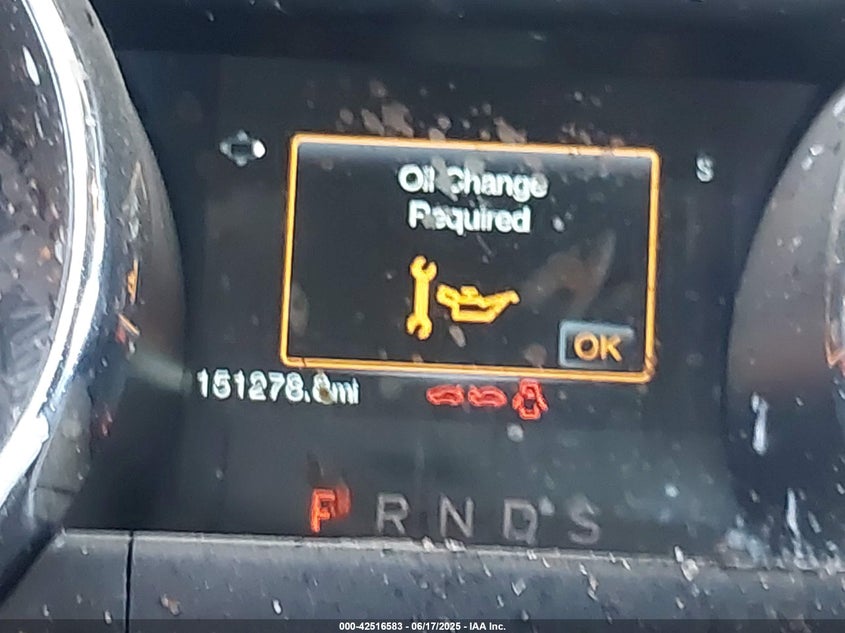 S
Oil Change
Required
OK
151278.8mi
P R N D S
000-42516583 - 06/17/2025 - IAA Inc.